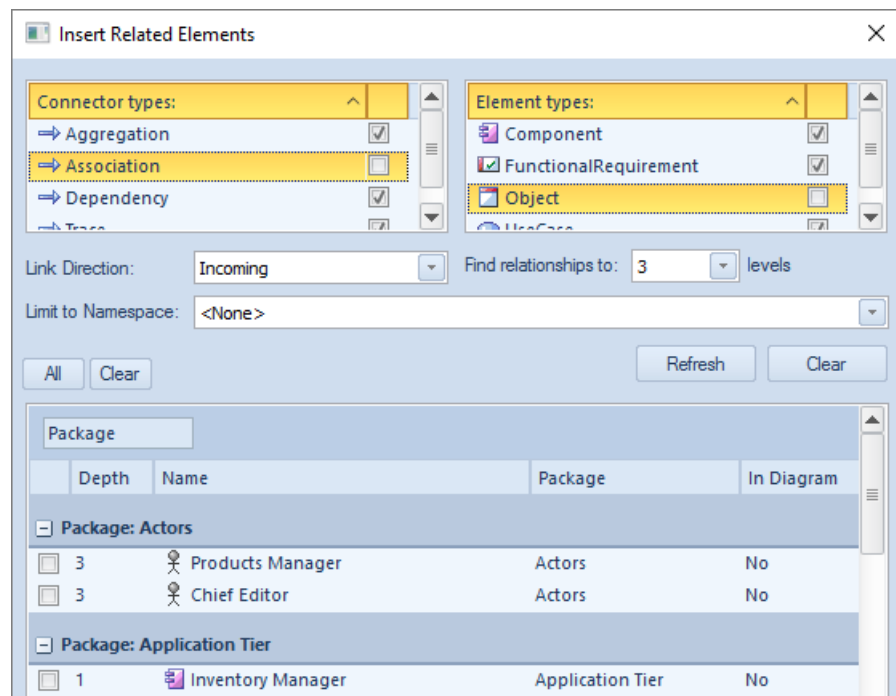 Insert Related Elements
Connector types:
Aggregation
Association
Dependency
Trace
Element types:
Component
FunctionalRequirement
Object
UseCase
Link Direction: Incoming
Find relationships to: 3 levels
Limit to Namespace: <None>
All Clear
Refresh Clear
Package
Depth Name Package In Diagram
Package: Actors
3 Products Manager Actors No
3 Chief Editor Actors No
Package: Application Tier
1 Inventory Manager Application Tier No